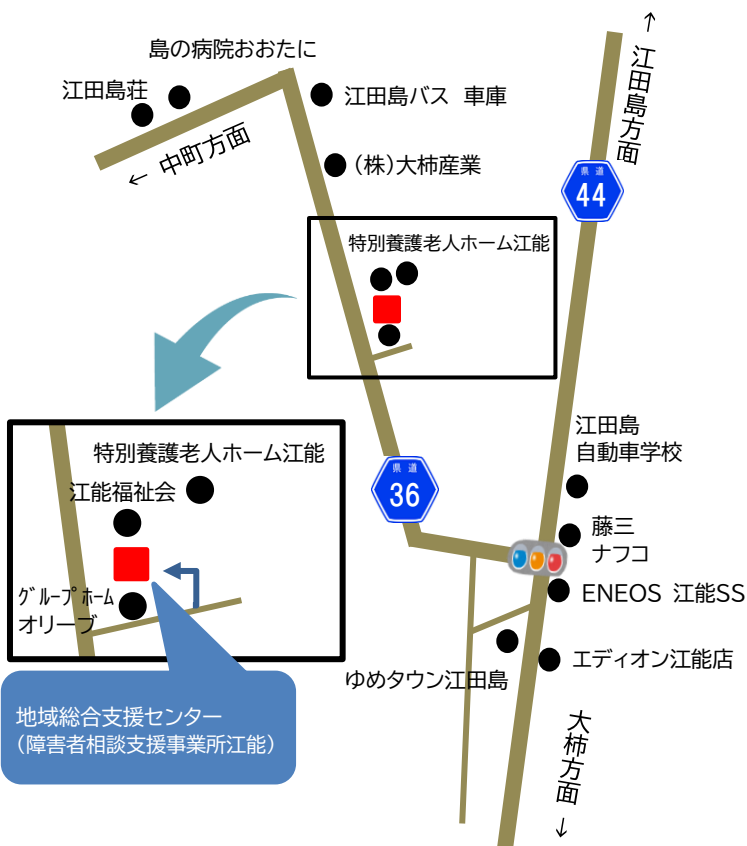 島の病院おおたに
江田島荘
← 中町方面
江田島バス 車庫
(株)大柿産業
↑ 江田島方面
県道
44
特別養護老人ホーム江能
特別養護老人ホーム江能
江能福祉会
グループホーム
オリーブ
県道
36
江田島
自動車学校
藤三
ナフコ
ENEOS 江能SS
エディオン江能店
ゆめタウン江田島
大柿方面 ↓
地域総合支援センター
(障害者相談支援事業所江能)